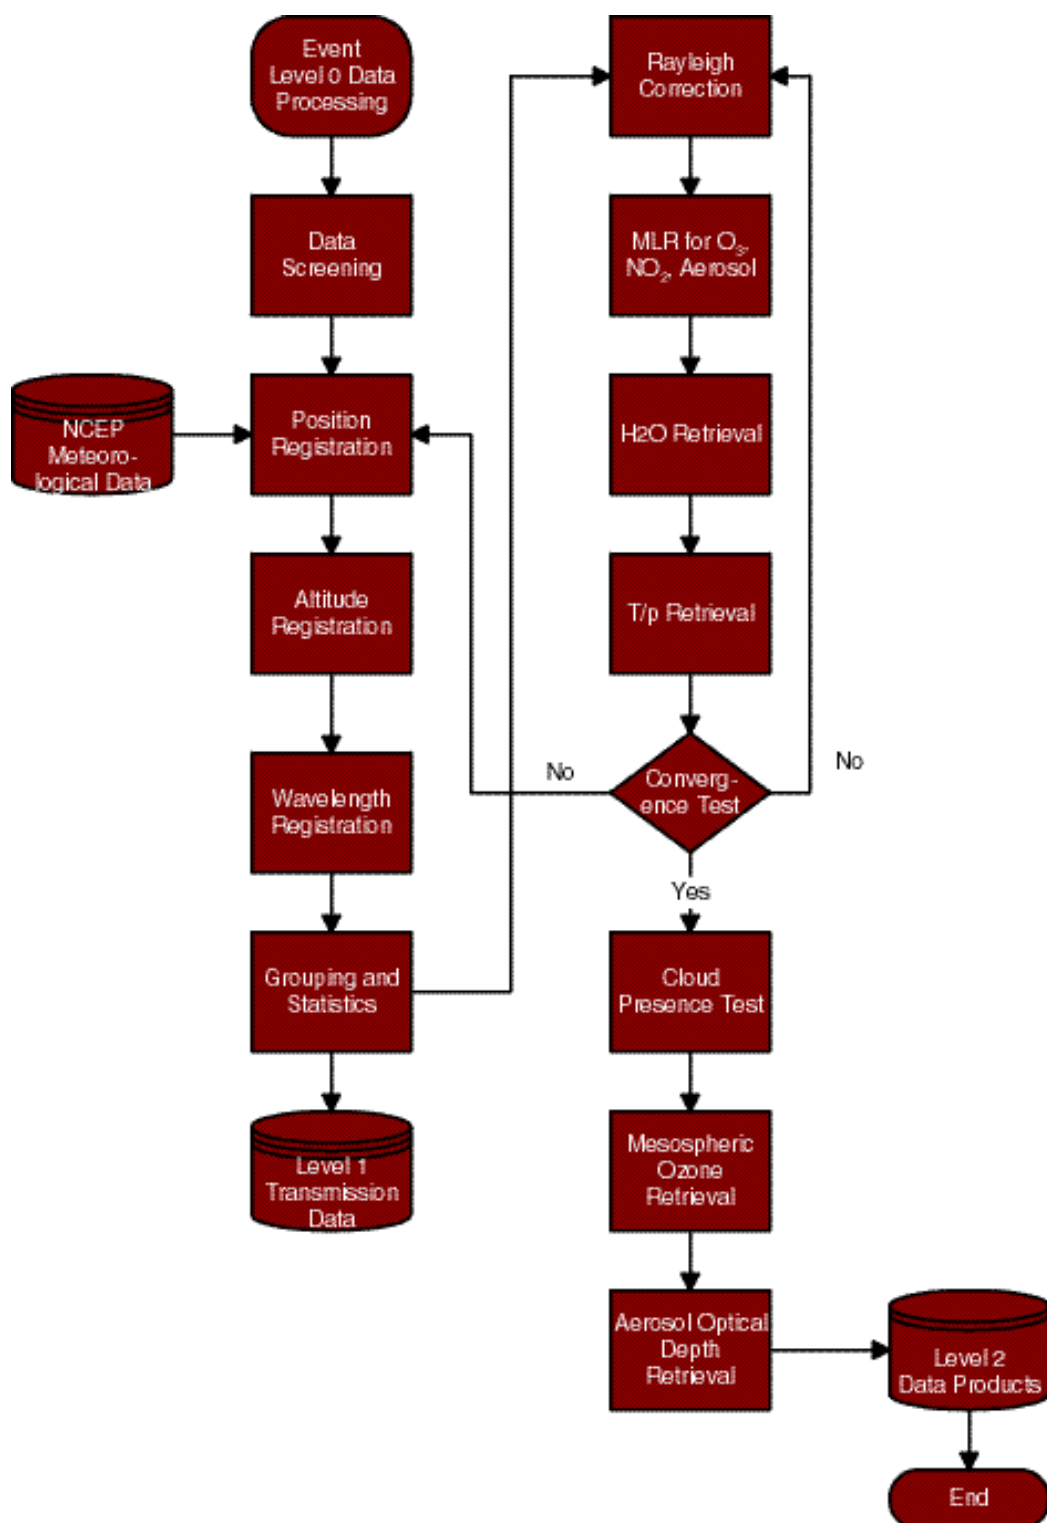 Event
Level 0 Data
Processing
Data
Screening
NCEP
Meteoro-
logical Data
Position
Registration
Altitude
Registration
Wavelength
Registration
Grouping and
Statistics
Level 1
Transmission
Data
Rayleigh
Correction
MLR for O₃,
NO₂, Aerosol
H2O Retrieval
T/p Retrieval
No
Converg-
ence Test
No
Yes
Cloud
Presence Test
Mesospheric
Ozone
Retrieval
Aerosol Optical
Depth
Retrieval
Level 2
Data Products
End